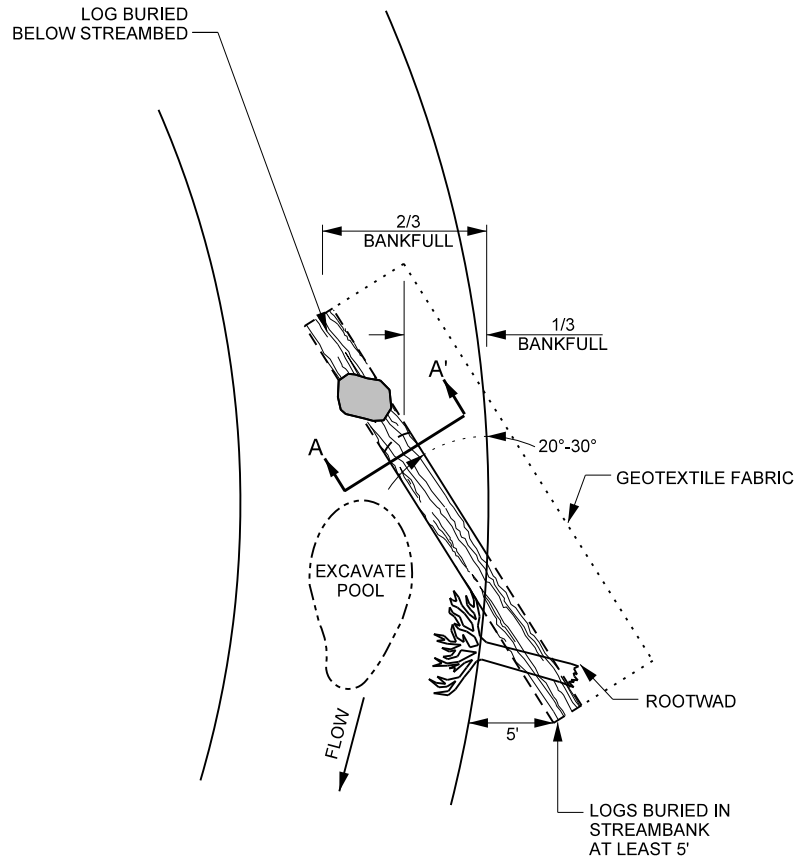 LOG BURIED
BELOW STREAMBED
2/3
BANKFULL
1/3
BANKFULL
A'
A
20°-30°
GEOTEXTILE FABRIC
EXCAVATE
POOL
ROOTWAD
FLOW
5'
LOGS BURIED IN
STREAMBANK
AT LEAST 5'